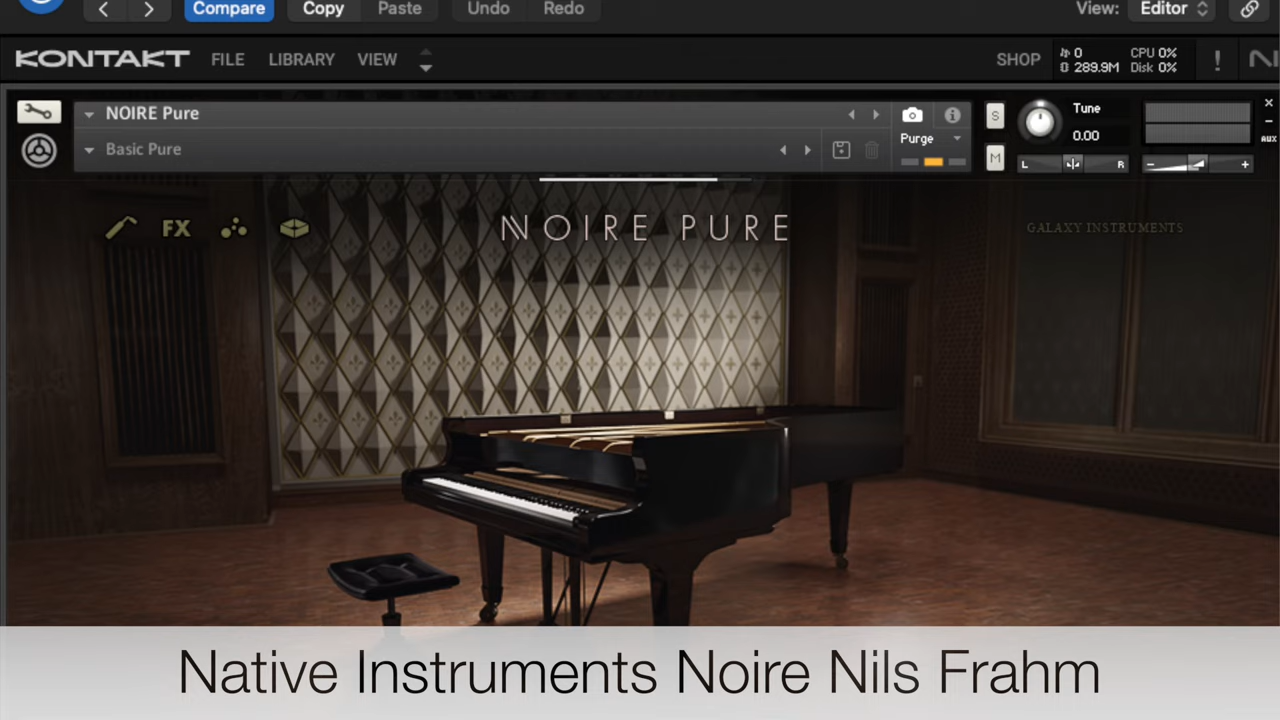 Compare Copy Paste Undo Redo View: Editor
KONTAKT FILE LIBRARY VIEW SHOP 0 CPU 0% !
289.9M Disk 0%
NOIRE Pure
Basic Pure
Purge
S
M
Tune
0.00
L R - +
×
-
AUX
FX
NOIRE PURE
GALAXY INSTRUMENTS
Native Instruments Noire Nils Frahm